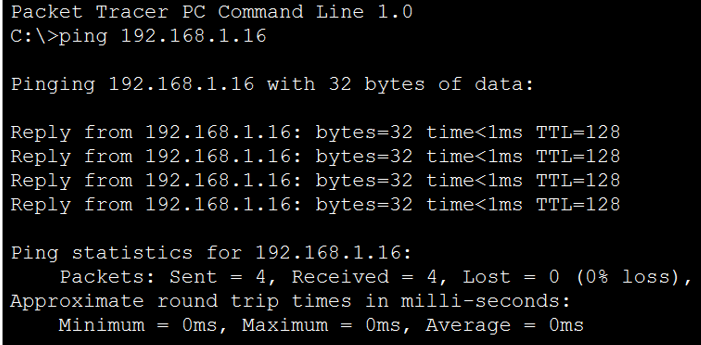 Packet Tracer PC Command Line 1.0
C:\>ping 192.168.1.16
Pinging 192.168.1.16 with 32 bytes of data:
Reply from 192.168.1.16: bytes=32 time<1ms TTL=128
Reply from 192.168.1.16: bytes=32 time<1ms TTL=128
Reply from 192.168.1.16: bytes=32 time<1ms TTL=128
Reply from 192.168.1.16: bytes=32 time<1ms TTL=128
Ping statistics for 192.168.1.16:
    Packets: Sent = 4, Received = 4, Lost = 0 (0% loss),
Approximate round trip times in milli-seconds:
    Minimum = 0ms, Maximum = 0ms, Average = 0ms